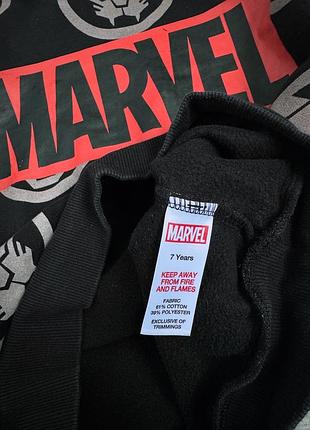 MARVEL
MARVEL
7 Years
KEEP AWAY
FROM FIRE
AND FLAMES
FABRIC
61% COTTON
39% POLYESTER
EXCLUSIVE OF
TRIMMINGS